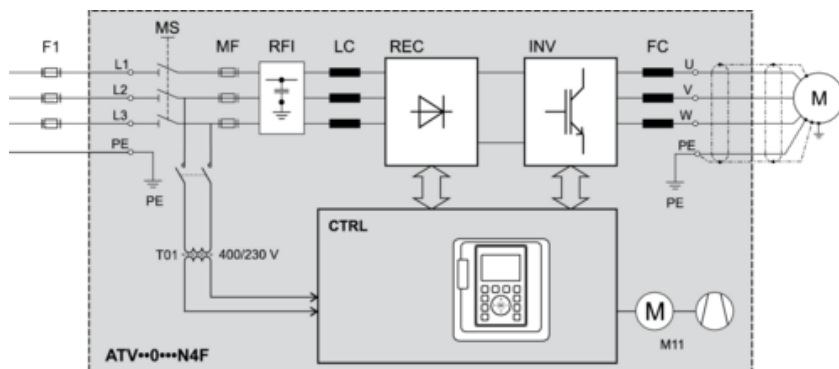 MS
F1 MF RFI LC REC INV FC
L1 U
L2 V M
L3 W
PE PE
PE PE
CTRL
T01 400/230 V
M
M11
ATV••0•••N4F